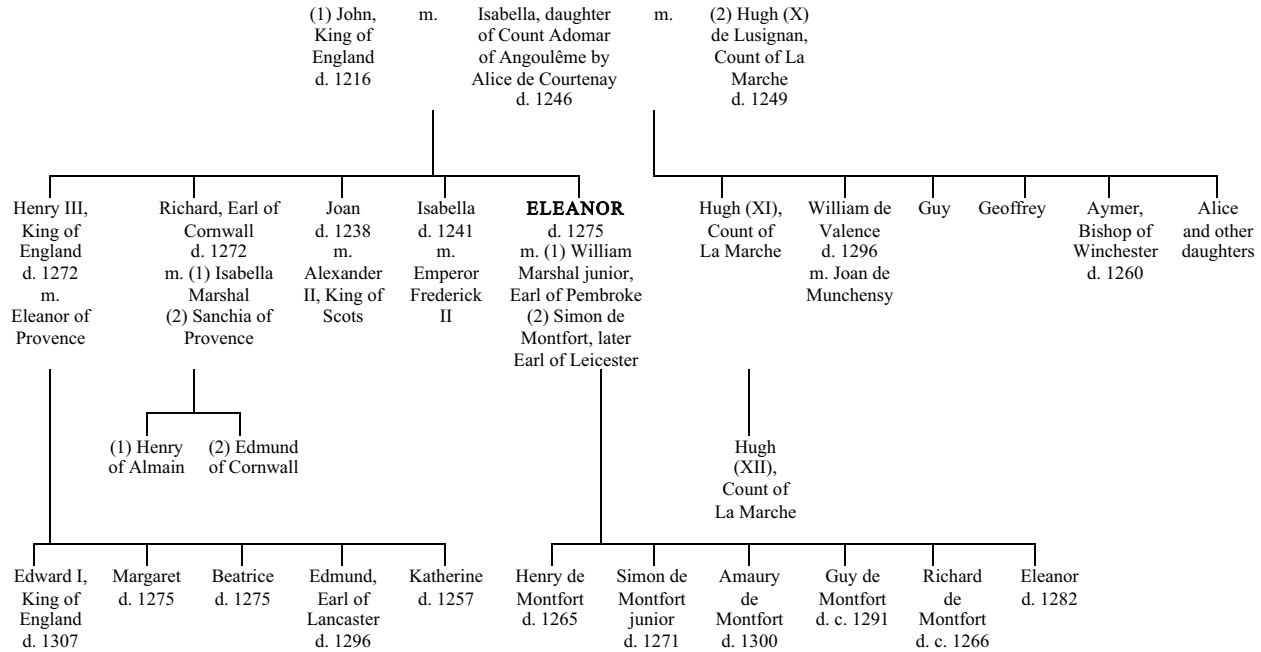 (1) John,
King of
England
d. 1216
m.
Isabella, daughter
of Count Adomar
of Angoulême by
Alice de Courtenay
d. 1246
m.
(2) Hugh (X)
de Lusignan,
Count of La
Marche
d. 1249
Henry III,
King of
England
d. 1272
m.
Eleanor of
Provence
Richard, Earl of
Cornwall
d. 1272
m. (1) Isabella
Marshal
(2) Sanchia of
Provence
Joan
d. 1238
m.
Alexander
II, King of
Scots
Isabella
d. 1241
m.
Emperor
Frederick
II
ELEANOR
d. 1275
m. (1) William
Marshal junior,
Earl of Pembroke
(2) Simon de
Montfort, later
Earl of Leicester
Hugh (XI),
Count of
La Marche
William de
Valence
d. 1296
m. Joan de
Munchensy
Guy
Geoffrey
Aymer,
Bishop of
Winchester
d. 1260
Alice
and other
daughters
(1) Henry
of Almain
(2) Edmund
of Cornwall
Hugh
(XII),
Count of
La Marche
Edward I,
King of
England
d. 1307
Margaret
d. 1275
Beatrice
d. 1275
Edmund,
Earl of
Lancaster
d. 1296
Katherine
d. 1257
Henry de
Montfort
d. 1265
Simon de
Montfort
junior
d. 1271
Amaury
de
Montfort
d. 1300
Guy de
Montfort
d. c. 1291
Richard
de
Montfort
d. c. 1266
Eleanor
d. 1282